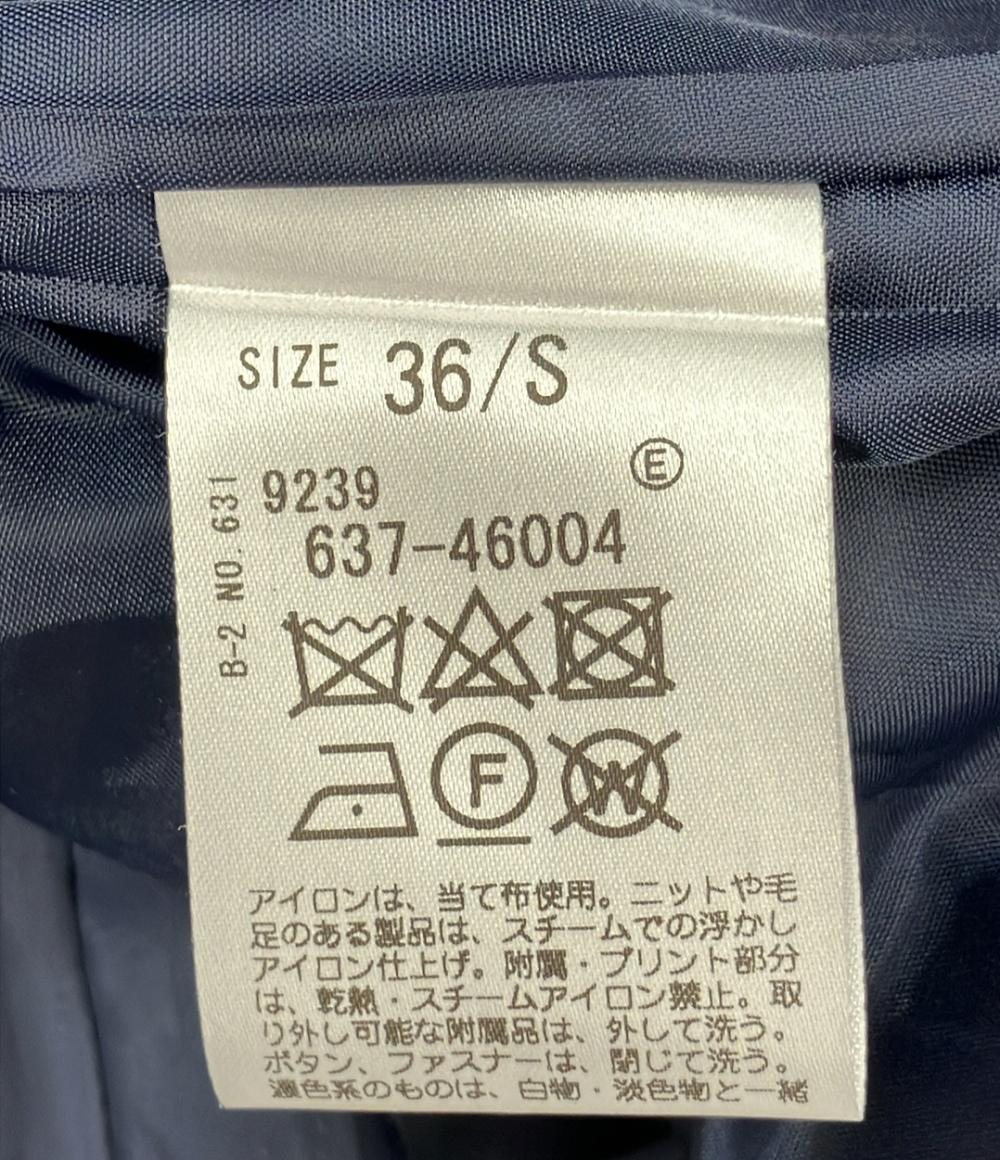 SIZE 36/S
E
9239
637-46004
B-2 NO.631
F
W
アイロンは、当て布使用。ニットや毛
足のある製品は、スチームでの浮かし
アイロン仕上げ。附属・プリント部分
は、乾熱・スチームアイロン禁止。取
り外し可能な附属品は、外して洗う。
ボタン、ファスナーは、閉じて洗う。
濃色系のものは、白物・淡色物と一緒